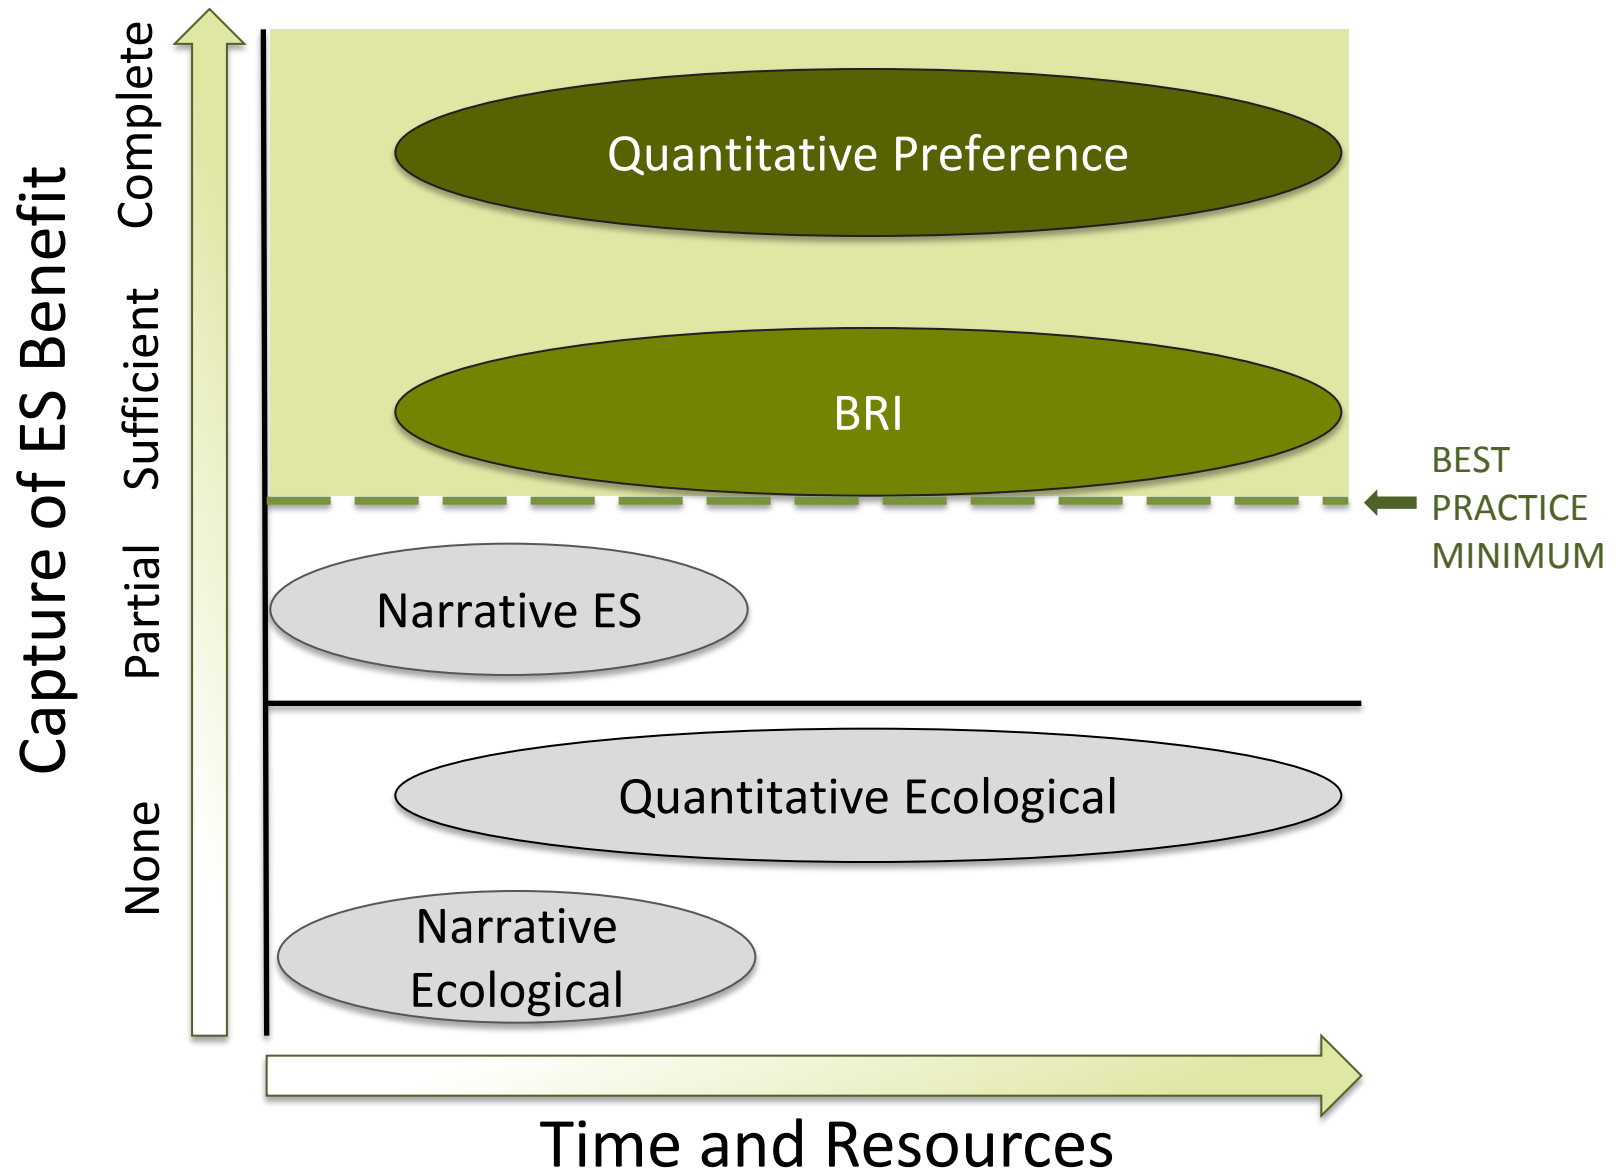 Capture of ES Benefit
Complete
Sufficient
Partial
None
Quantitative Preference
BRI
BEST
PRACTICE
MINIMUM
Narrative ES
Quantitative Ecological
Narrative
Ecological
Time and Resources